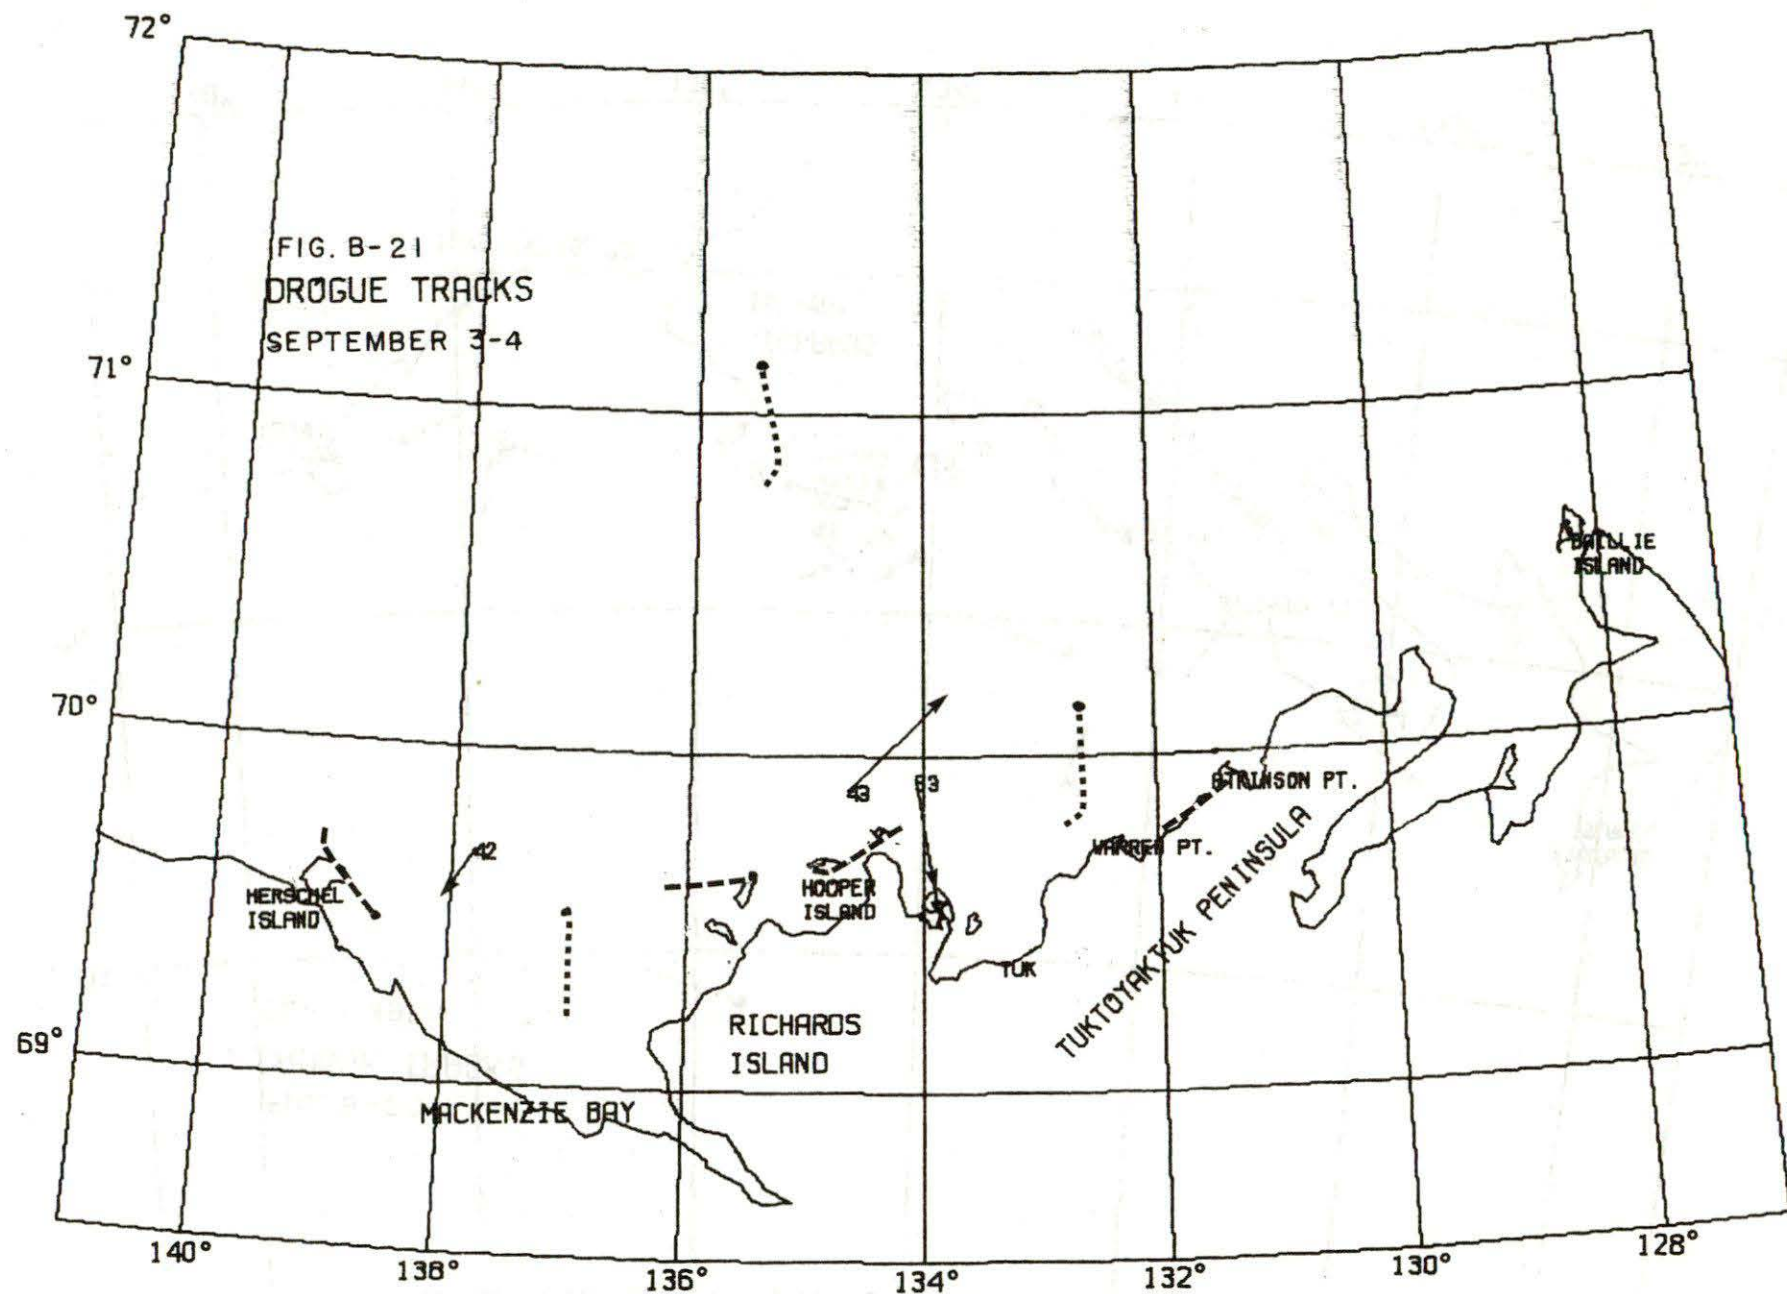 72°
FIG. B-21
DROGUE TRACKS
SEPTEMBER 3-4
71°
BAILLIE
ISLAND
70°
43
53
ATKINSON PT.
42
WARREN PT.
HERSCHEL
ISLAND
HOOPER
ISLAND
TUK
TUKTOYAKTUK PENINSULA
RICHARDS
ISLAND
69°
MACKENZIE BAY
140°
138°
136°
134°
132°
130°
128°